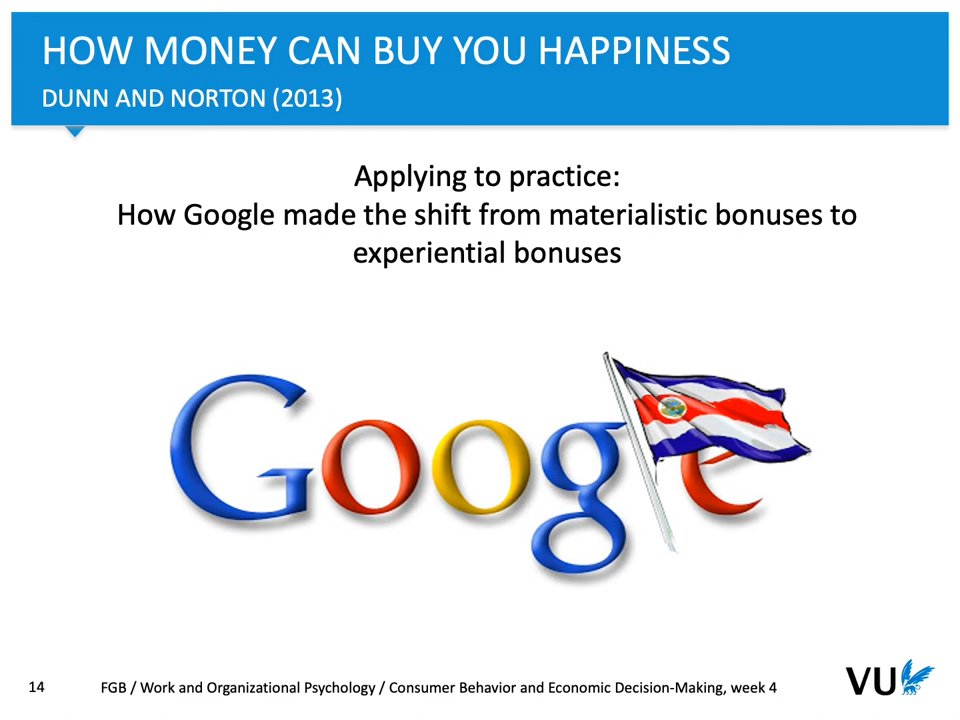 HOW MONEY CAN BUY YOU HAPPINESS
DUNN AND NORTON (2013)
Applying to practice:
How Google made the shift from materialistic bonuses to
experiential bonuses
Google
14 FGB / Work and Organizational Psychology / Consumer Behavior and Economic Decision-Making, week 4
VU